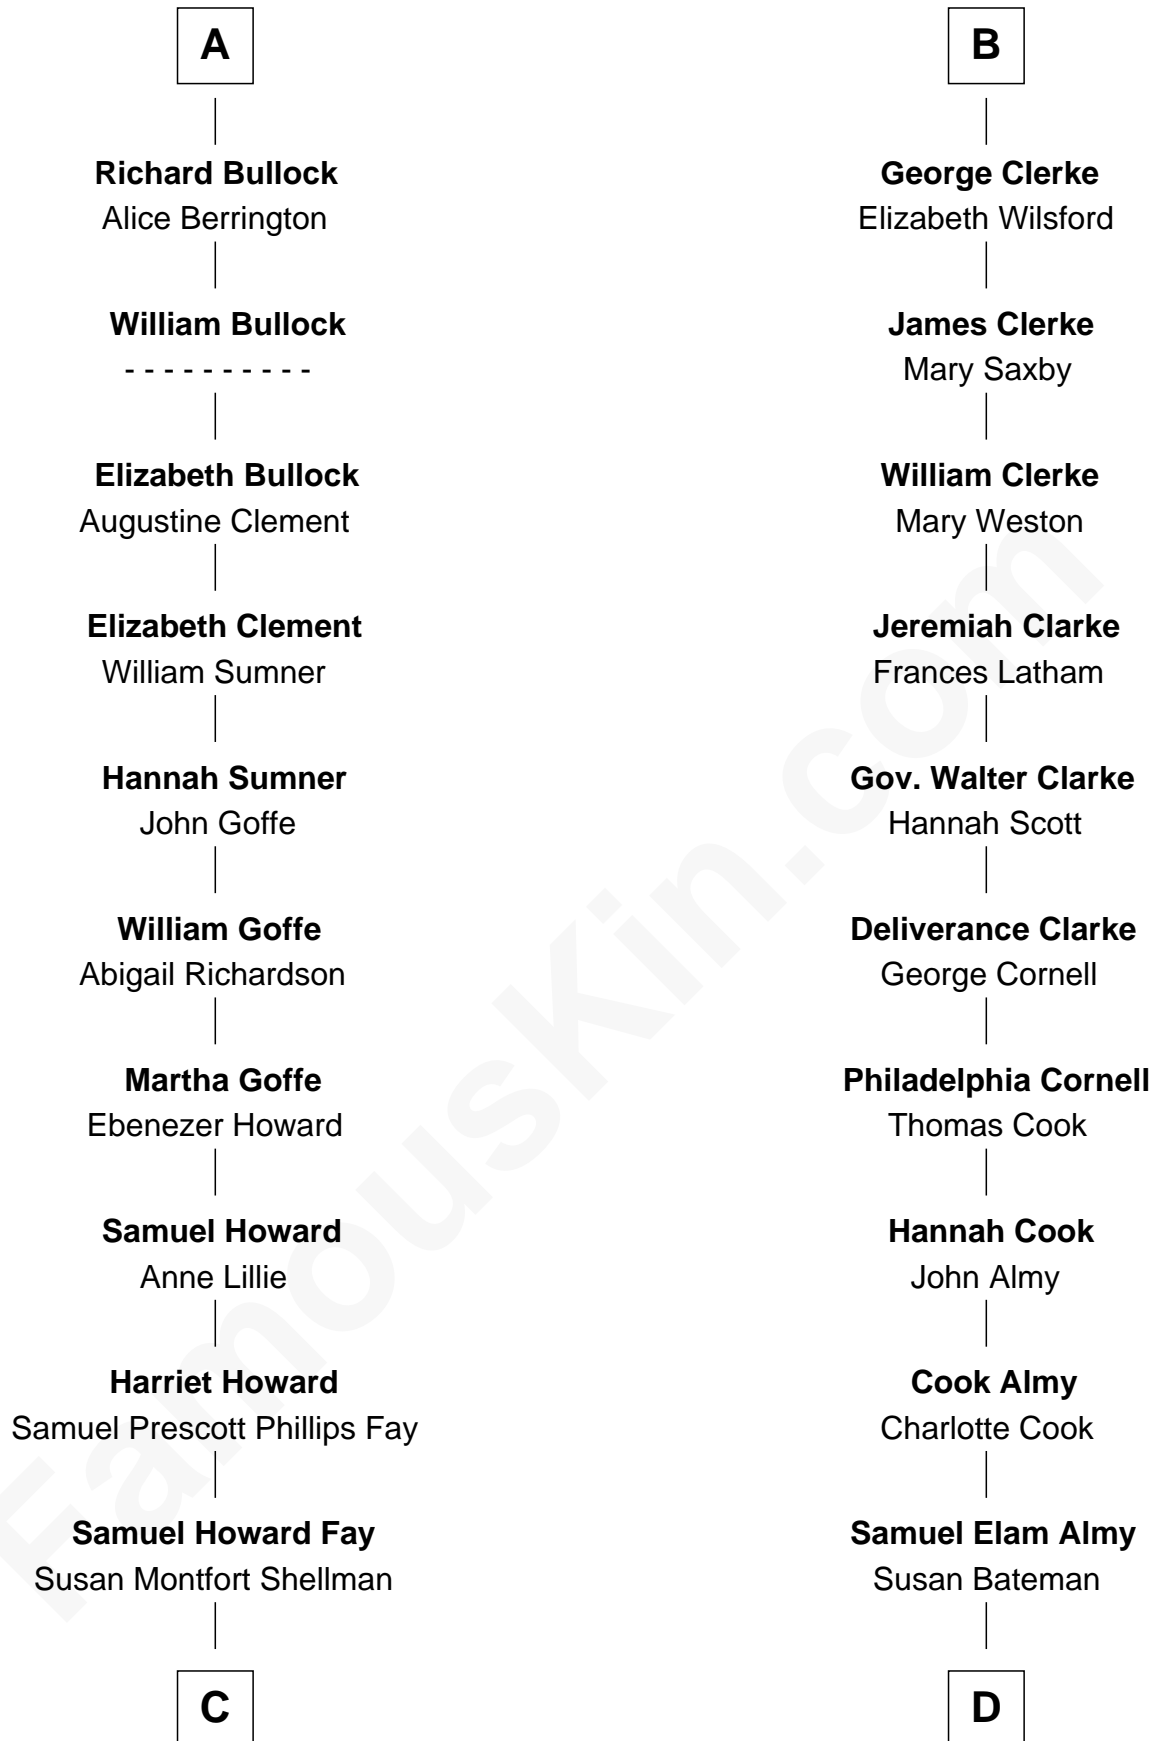 A
Richard Bullock
Alice Berrington
William Bullock
- - - - - - - - - -
Elizabeth Bullock
Augustine Clement
Elizabeth Clement
William Sumner
Hannah Sumner
John Goffe
William Goffe
Abigail Richardson
Martha Goffe
Ebenezer Howard
Samuel Howard
Anne Lillie
Harriet Howard
Samuel Prescott Phillips Fay
Samuel Howard Fay
Susan Montfort Shellman
C
B
George Clerke
Elizabeth Wilsford
James Clerke
Mary Saxby
William Clerke
Mary Weston
Jeremiah Clarke
Frances Latham
Gov. Walter Clarke
Hannah Scott
Deliverance Clarke
George Cornell
Philadelphia Cornell
Thomas Cook
Hannah Cook
John Almy
Cook Almy
Charlotte Cook
Samuel Elam Almy
Susan Bateman
D
FamousKin.com